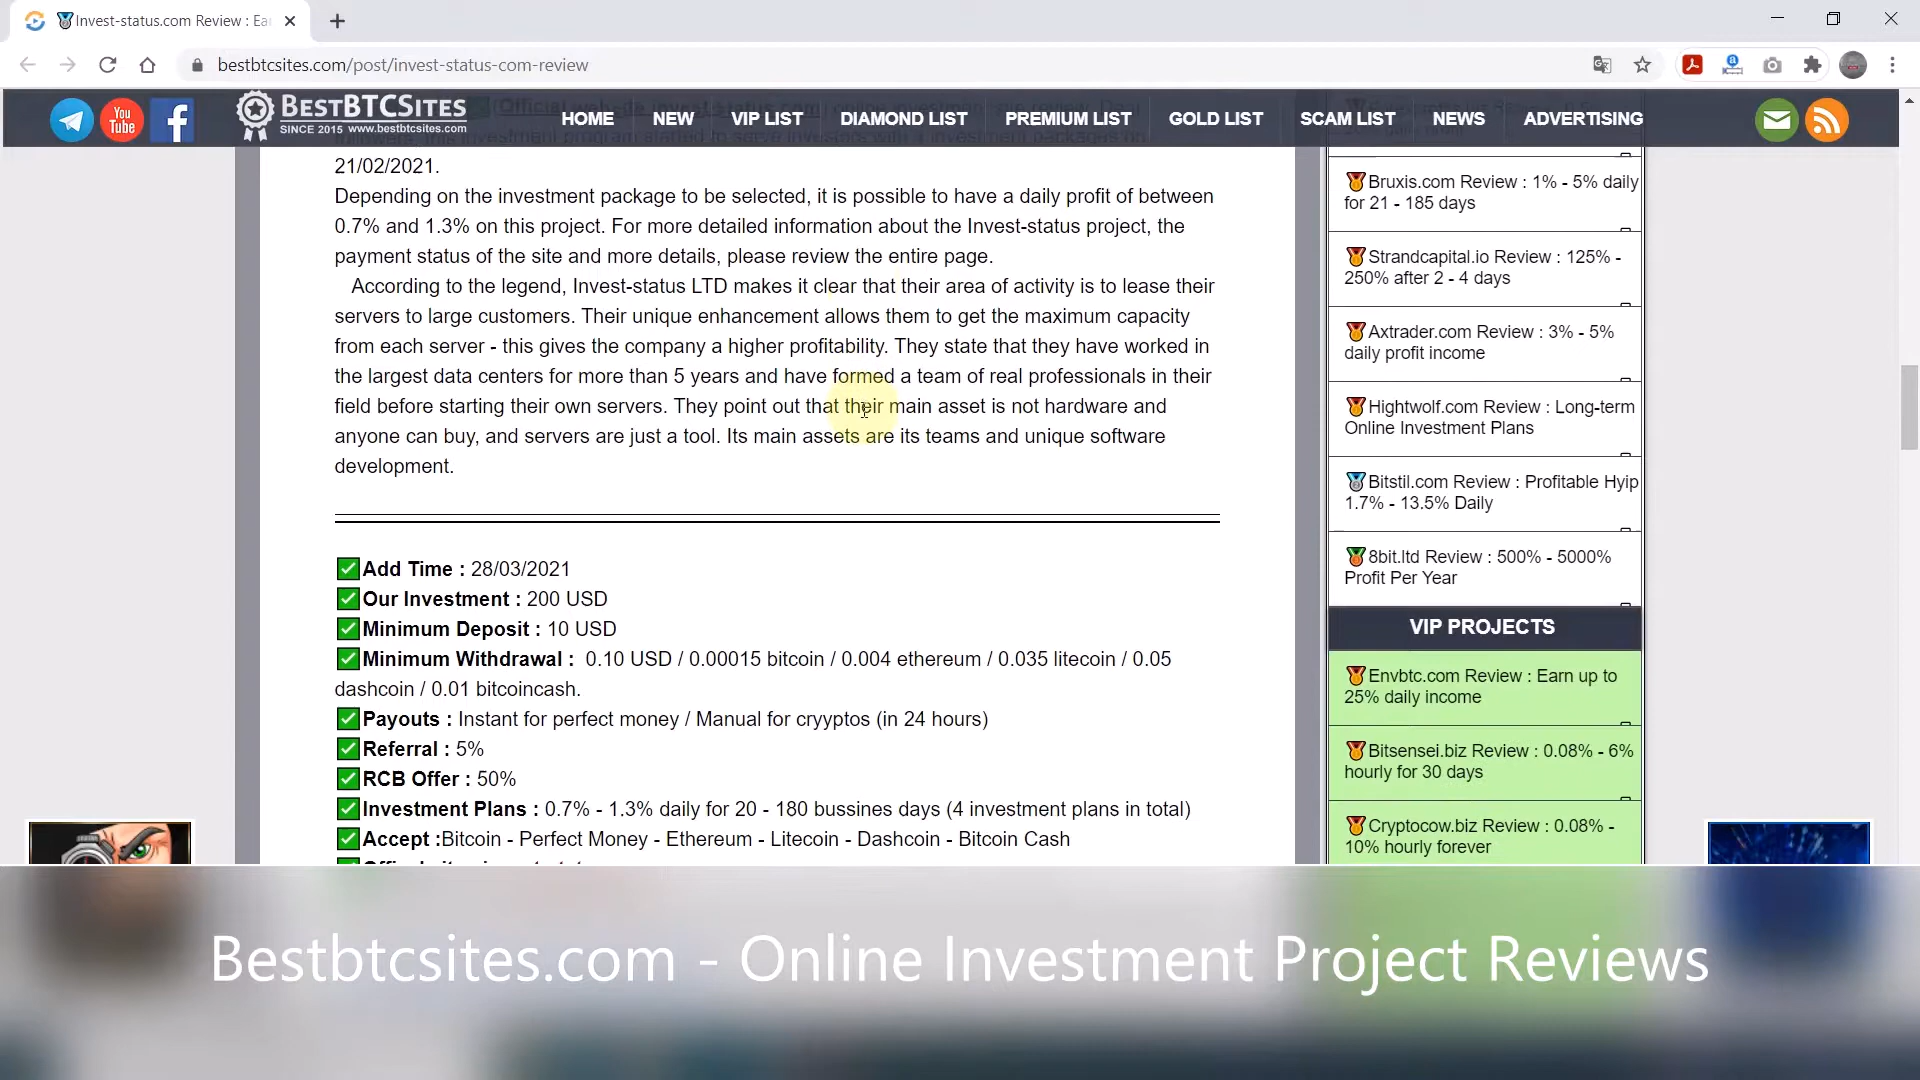 Invest-status.com Review : Ea
bestbtcsites.com/post/invest-status-com-review
You
Tube
BESTBTCSITES
SINCE 2015 www.bestbtcsites.com
HOME NEW VIP LIST DIAMOND LIST PREMIUM LIST GOLD LIST SCAM LIST NEWS ADVERTISING
21/02/2021.
Depending on the investment package to be selected, it is possible to have a daily profit of between
0.7% and 1.3% on this project. For more detailed information about the Invest-status project, the
payment status of the site and more details, please review the entire page.
According to the legend, Invest-status LTD makes it clear that their area of activity is to lease their
servers to large customers. Their unique enhancement allows them to get the maximum capacity
from each server - this gives the company a higher profitability. They state that they have worked in
the largest data centers for more than 5 years and have formed a team of real professionals in their
field before starting their own servers. They point out that their main asset is not hardware and
anyone can buy, and servers are just a tool. Its main assets are its teams and unique software
development.
Add Time : 28/03/2021
Our Investment : 200 USD
Minimum Deposit : 10 USD
Minimum Withdrawal : 0.10 USD / 0.00015 bitcoin / 0.004 ethereum / 0.035 litecoin / 0.05
dashcoin / 0.01 bitcoincash.
Payouts : Instant for perfect money / Manual for cryyptos (in 24 hours)
Referral : 5%
RCB Offer : 50%
Investment Plans : 0.7% - 1.3% daily for 20 - 180 bussines days (4 investment plans in total)
Accept :Bitcoin - Perfect Money - Ethereum - Litecoin - Dashcoin - Bitcoin Cash
Bruxis.com Review : 1% - 5% daily
for 21 - 185 days
Strandcapital.io Review : 125% -
250% after 2 - 4 days
Axtrader.com Review : 3% - 5%
daily profit income
Hightwolf.com Review : Long-term
Online Investment Plans
Bitstil.com Review : Profitable Hyip
1.7% - 13.5% Daily
8bit.ltd Review : 500% - 5000%
Profit Per Year
VIP PROJECTS
Envbtc.com Review : Earn up to
25% daily income
Bitsensei.biz Review : 0.08% - 6%
hourly for 30 days
Cryptocow.biz Review : 0.08% -
10% hourly forever
Bestbtcsites.com - Online Investment Project Reviews